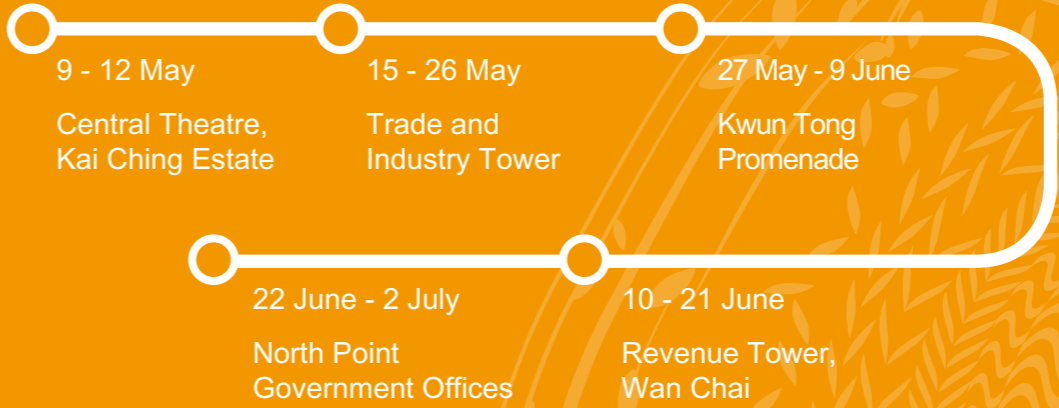 9 - 12 May
Central Theatre,
Kai Ching Estate
15 - 26 May
Trade and
Industry Tower
27 May - 9 June
Kwun Tong
Promenade
10 - 21 June
Revenue Tower,
Wan Chai
22 June - 2 July
North Point
Government Offices